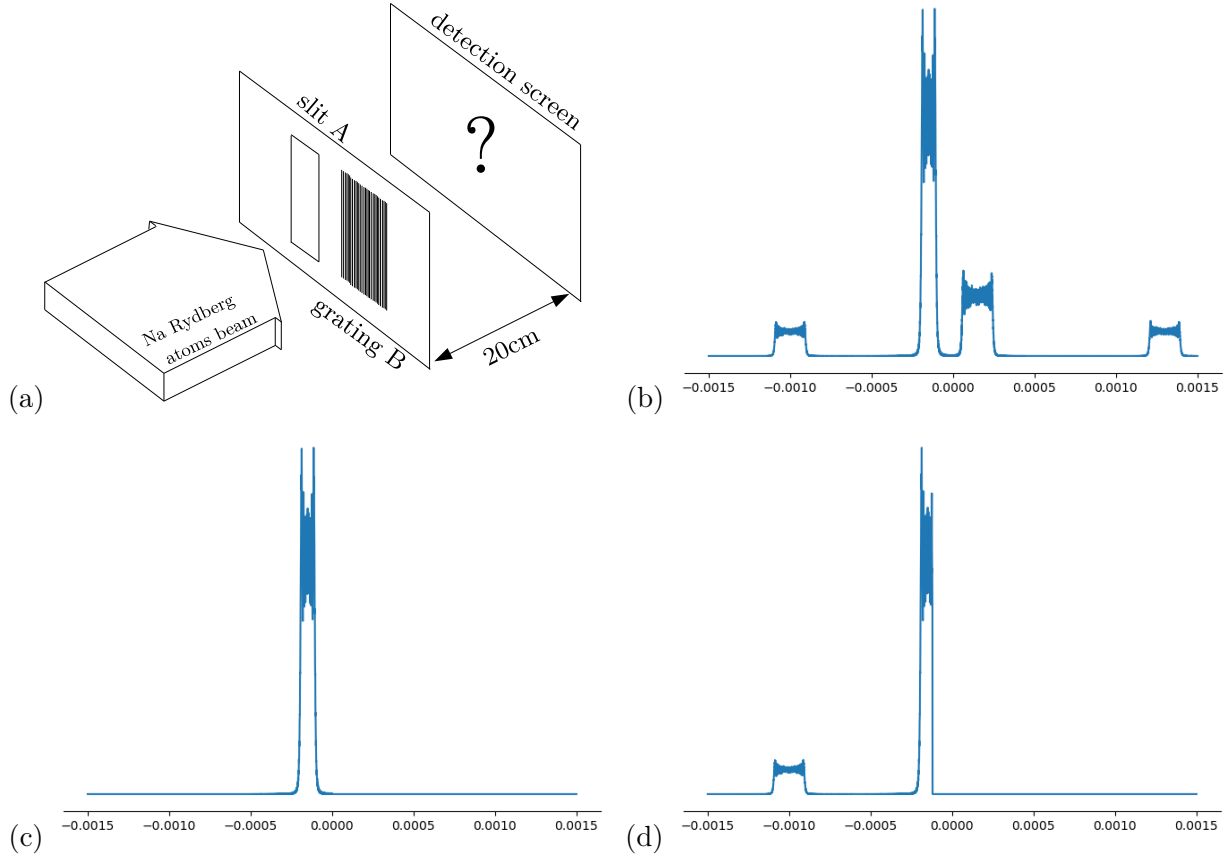 detection screen
slit A
?
Na Rydberg
atoms beam
grating B
20cm
(a)
−0.0015 −0.0010 −0.0005 0.0000 0.0005 0.0010 0.0015
(b)
−0.0015 −0.0010 −0.0005 0.0000 0.0005 0.0010 0.0015
(c)
−0.0015 −0.0010 −0.0005 0.0000 0.0005 0.0010 0.0015
(d)